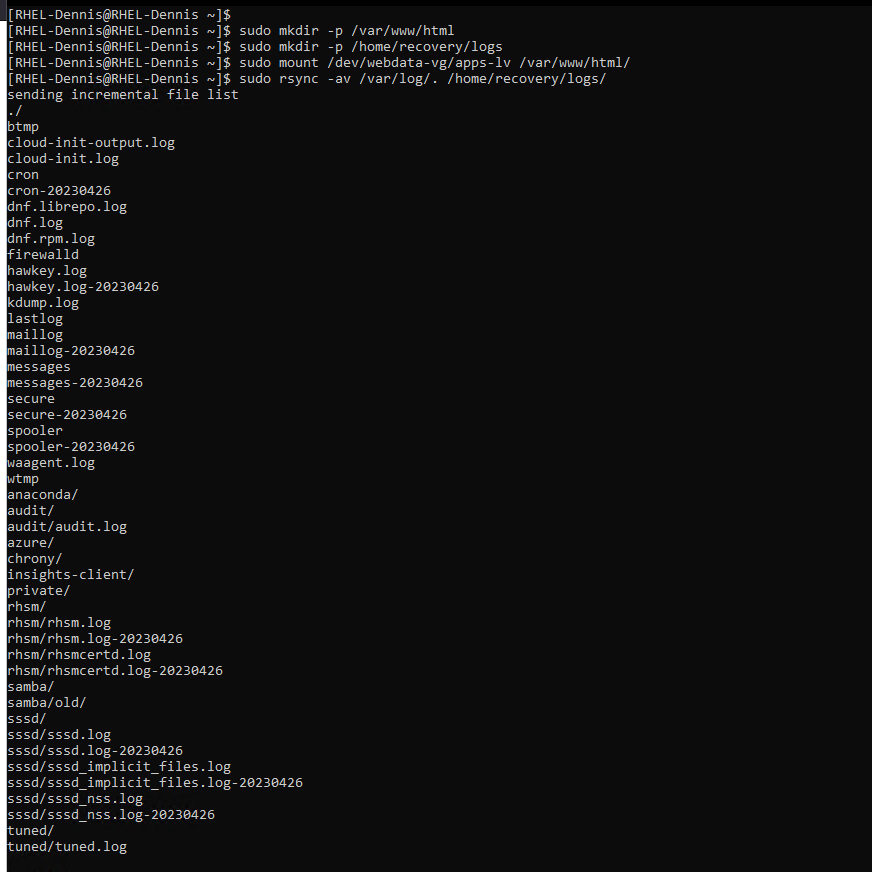 [RHEL-Dennis@RHEL-Dennis ~]$
[RHEL-Dennis@RHEL-Dennis ~]$ sudo mkdir -p /var/www/html
[RHEL-Dennis@RHEL-Dennis ~]$ sudo mkdir -p /home/recovery/logs
[RHEL-Dennis@RHEL-Dennis ~]$ sudo mount /dev/webdata-vg/apps-lv /var/www/html/
[RHEL-Dennis@RHEL-Dennis ~]$ sudo rsync -av /var/log/. /home/recovery/logs/
sending incremental file list
./
btmp
cloud-init-output.log
cloud-init.log
cron
cron-20230426
dnf.librepo.log
dnf.log
dnf.rpm.log
firewalld
hawkey.log
hawkey.log-20230426
kdump.log
lastlog
maillog
maillog-20230426
messages
messages-20230426
secure
secure-20230426
spooler
spooler-20230426
waagent.log
wtmp
anaconda/
audit/
audit/audit.log
azure/
chrony/
insights-client/
private/
rhsm/
rhsm/rhsm.log
rhsm/rhsm.log-20230426
rhsm/rhsmcertd.log
rhsm/rhsmcertd.log-20230426
samba/
samba/old/
sssd/
sssd/sssd.log
sssd/sssd.log-20230426
sssd/sssd_implicit_files.log
sssd/sssd_implicit_files.log-20230426
sssd/sssd_nss.log
sssd/sssd_nss.log-20230426
tuned/
tuned/tuned.log